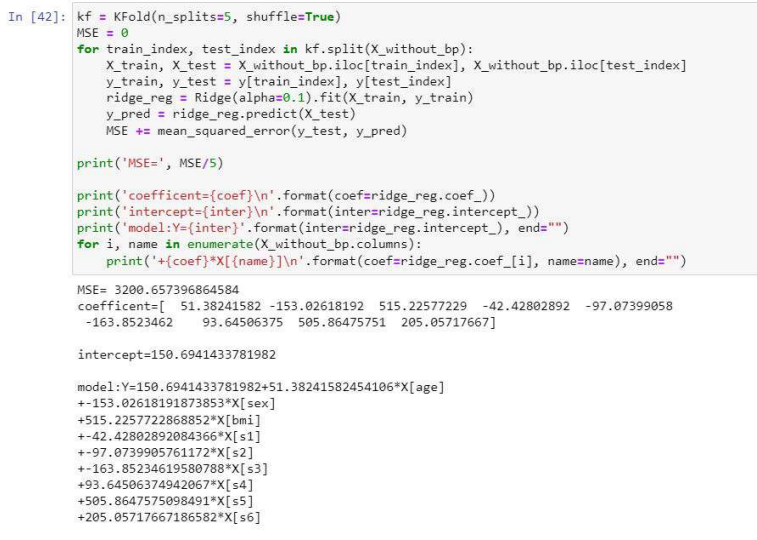 In [42]: kf = KFold(n_splits=5, shuffle=True)
MSE = 0
for train_index, test_index in kf.split(X_without_bp):
    X_train, X_test = X_without_bp.iloc[train_index], X_without_bp.iloc[test_index]
    y_train, y_test = y[train_index], y[test_index]
    ridge_reg = Ridge(alpha=0.1).fit(X_train, y_train)
    y_pred = ridge_reg.predict(X_test)
    MSE += mean_squared_error(y_test, y_pred)
print('MSE=', MSE/5)
print('coefficent={coef}\n'.format(coef=ridge_reg.coef_))
print('intercept={inter}\n'.format(inter=ridge_reg.intercept_))
print('model:Y={inter}'.format(inter=ridge_reg.intercept_), end="")
for i, name in enumerate(X_without_bp.columns):
    print('+{coef}*X[{name}]\n'.format(coef=ridge_reg.coef_[i], name=name), end="")
MSE= 3200.657396864584
coefficent=[  51.38241582 -153.02618192  515.22577229  -42.42802892  -97.07399058
 -163.8523462    93.64506375  505.86475751  205.05717667]
intercept=150.6941433781982
model:Y=150.6941433781982+51.38241582454106*X[age]
+-153.02618191873853*X[sex]
+515.2257722868852*X[bmi]
+-42.42802892084366*X[s1]
+-97.0739905761172*X[s2]
+-163.85234619580788*X[s3]
+93.64506374942067*X[s4]
+505.8647575098491*X[s5]
+205.05717667186582*X[s6]